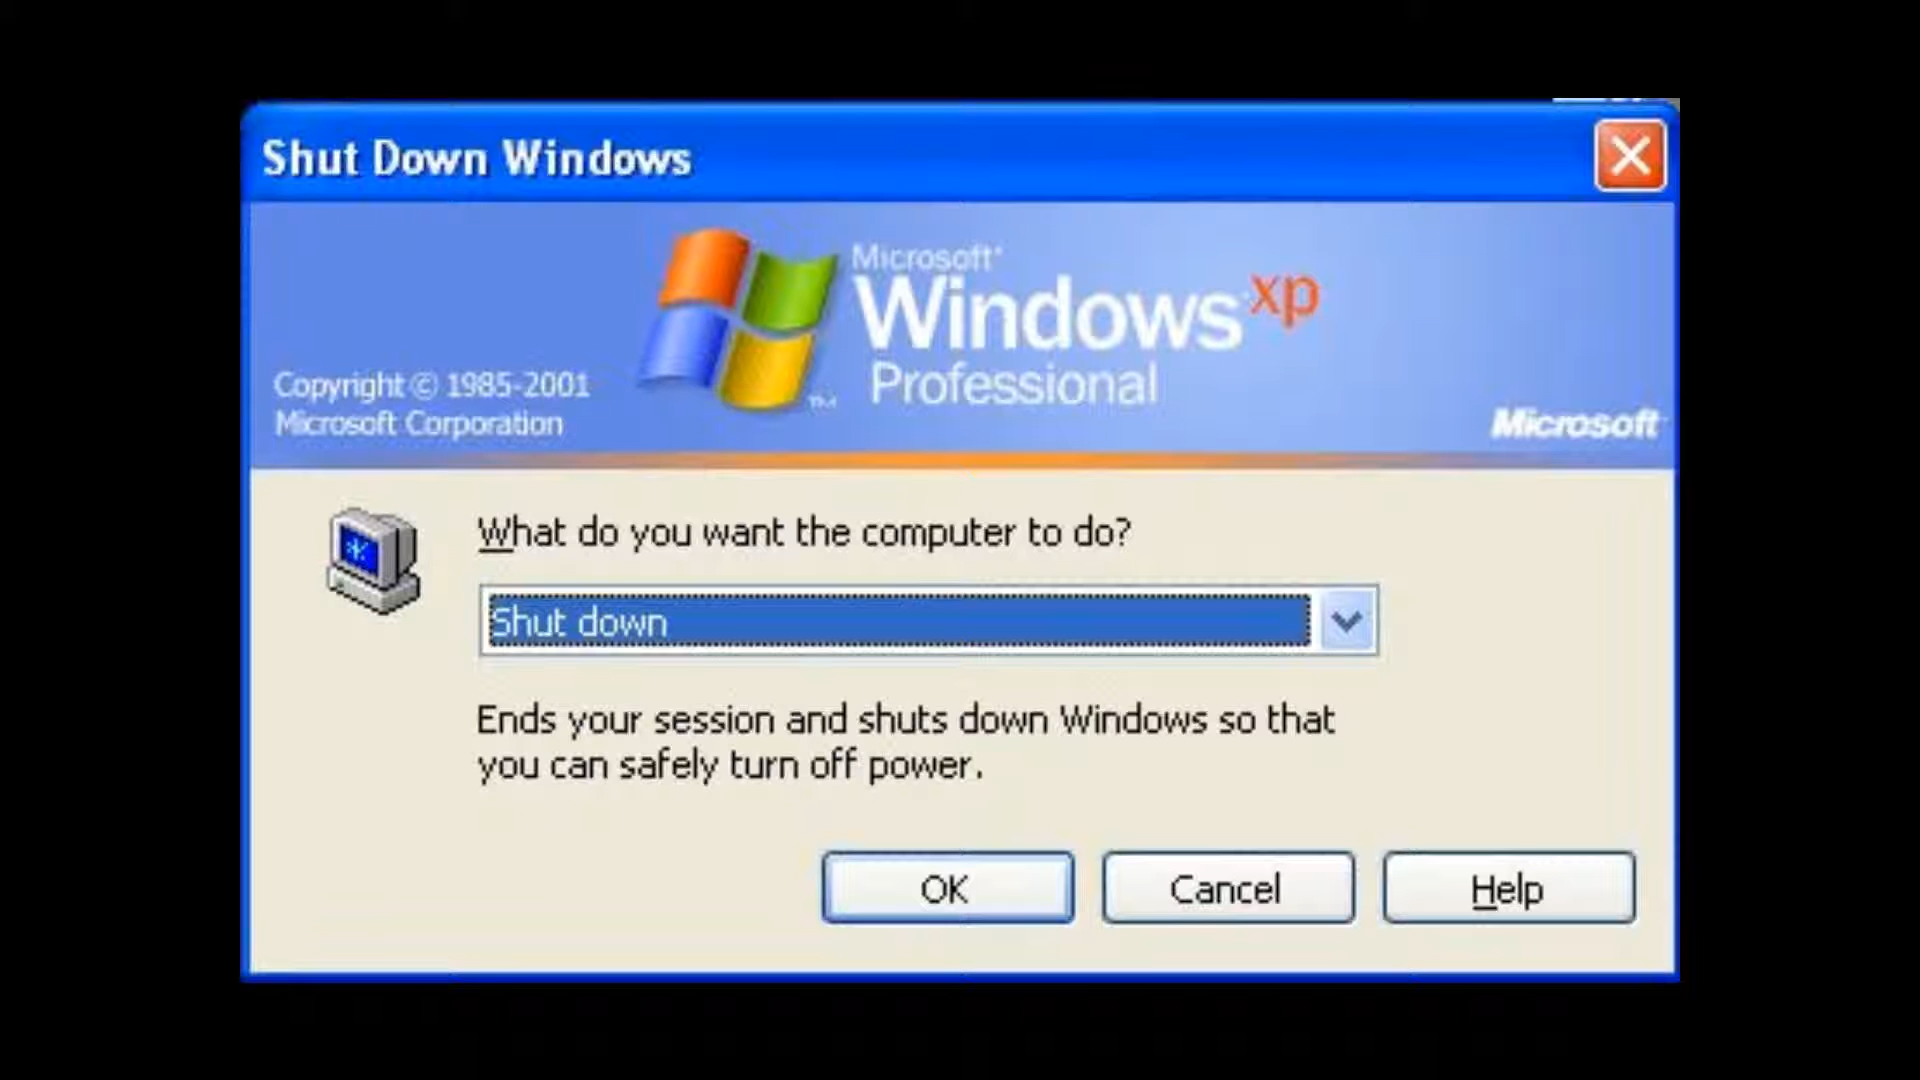 Shut Down Windows
Microsoft®
Windows xp
Professional
TM
Copyright © 1985-2001
Microsoft Corporation
Microsoft
What do you want the computer to do?
Shut down
Ends your session and shuts down Windows so that
you can safely turn off power.
OK
Cancel
Help